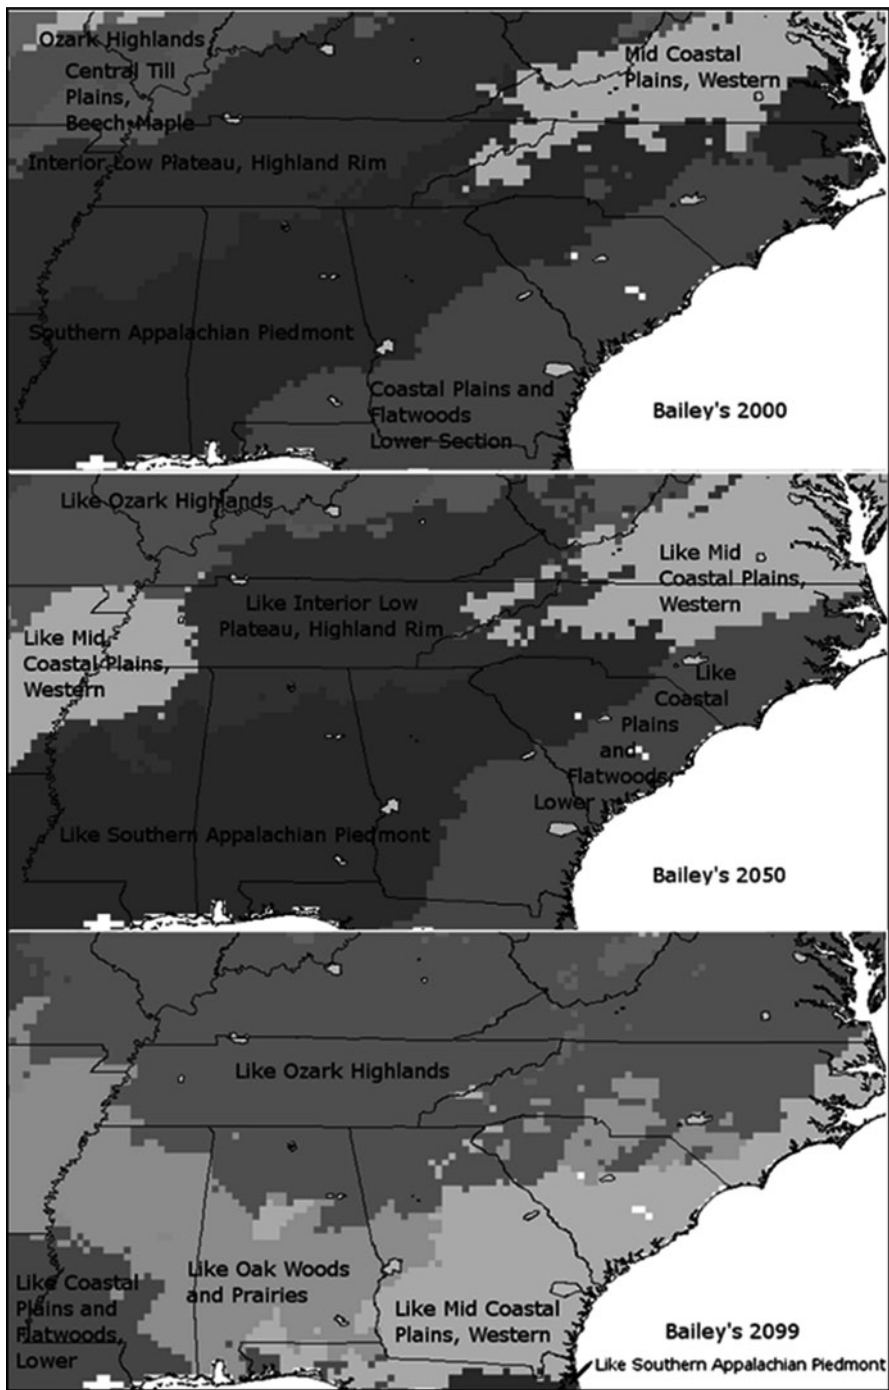 Ozark Highlands
Central Till
Plains,
Beech-Maple
Mid Coastal
Plains, Western
Interior Low Plateau, Highland Rim
Southern Appalachian Piedmont
Coastal Plains and
Flatwoods
Lower Section
Bailey's 2000
Like Ozark Highlands
Like Mid
Coastal Plains,
Western
Like Interior Low
Plateau, Highland Rim
Like Mid
Coastal Plains,
Western
Like
Coastal
Plains
and
Flatwoods
Lower
Like Southern Appalachian Piedmont
Bailey's 2050
Like Ozark Highlands
Like Coastal
Plains and
Flatwoods,
Lower
Like Oak Woods
and Prairies
Like Mid Coastal
Plains, Western
Bailey's 2099
Like Southern Appalachian Piedmont